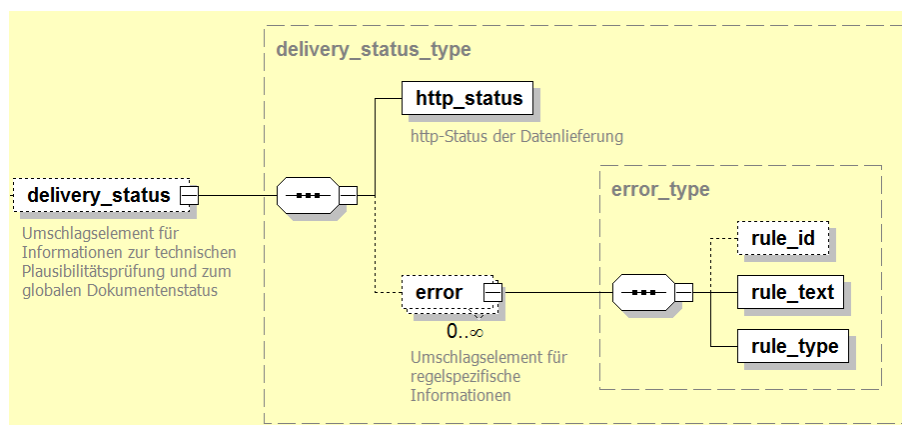 delivery_status_type
http_status
http-Status der Datenlieferung
delivery_status
Umschlagselement für
Informationen zur technischen
Plausibilitätsprüfung und zum
globalen Dokumentenstatus
error
0..∞
Umschlagselement für
regelspezifische
Informationen
error_type
rule_id
rule_text
rule_type